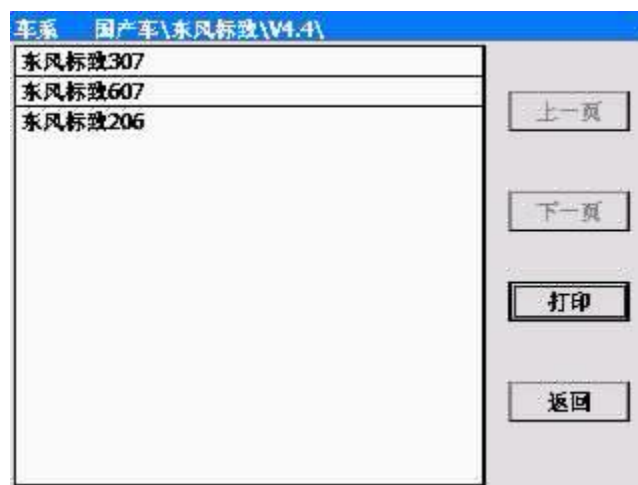 车系 国产车\东风标致\V4.4\
东风标致307
东风标致607
东风标致206
上一页
下一页
打印
返回